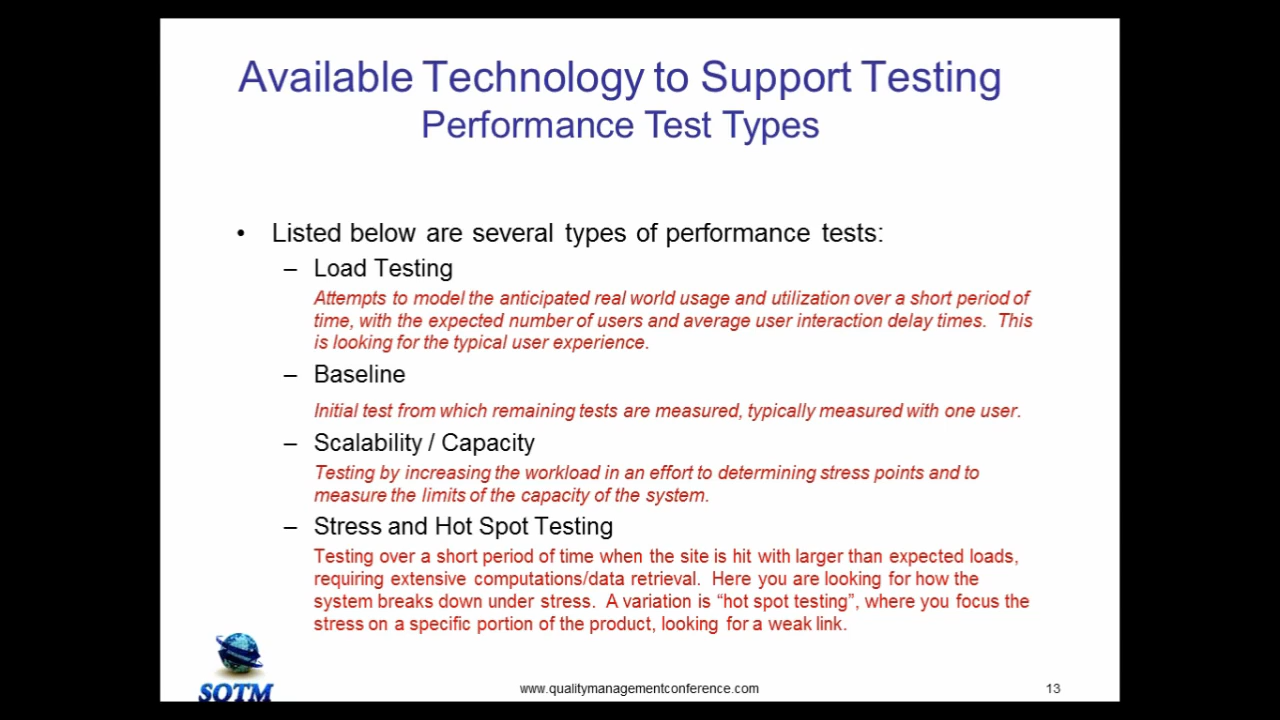 Available Technology to Support Testing
Performance Test Types
• Listed below are several types of performance tests:
– Load Testing
Attempts to model the anticipated real world usage and utilization over a short period of
time, with the expected number of users and average user interaction delay times. This
is looking for the typical user experience.
– Baseline
Initial test from which remaining tests are measured, typically measured with one user.
– Scalability / Capacity
Testing by increasing the workload in an effort to determining stress points and to
measure the limits of the capacity of the system.
– Stress and Hot Spot Testing
Testing over a short period of time when the site is hit with larger than expected loads,
requiring extensive computations/data retrieval. Here you are looking for how the
system breaks down under stress. A variation is “hot spot testing”, where you focus the
stress on a specific portion of the product, looking for a weak link.
SQTM
www.qualitymanagementconference.com
13